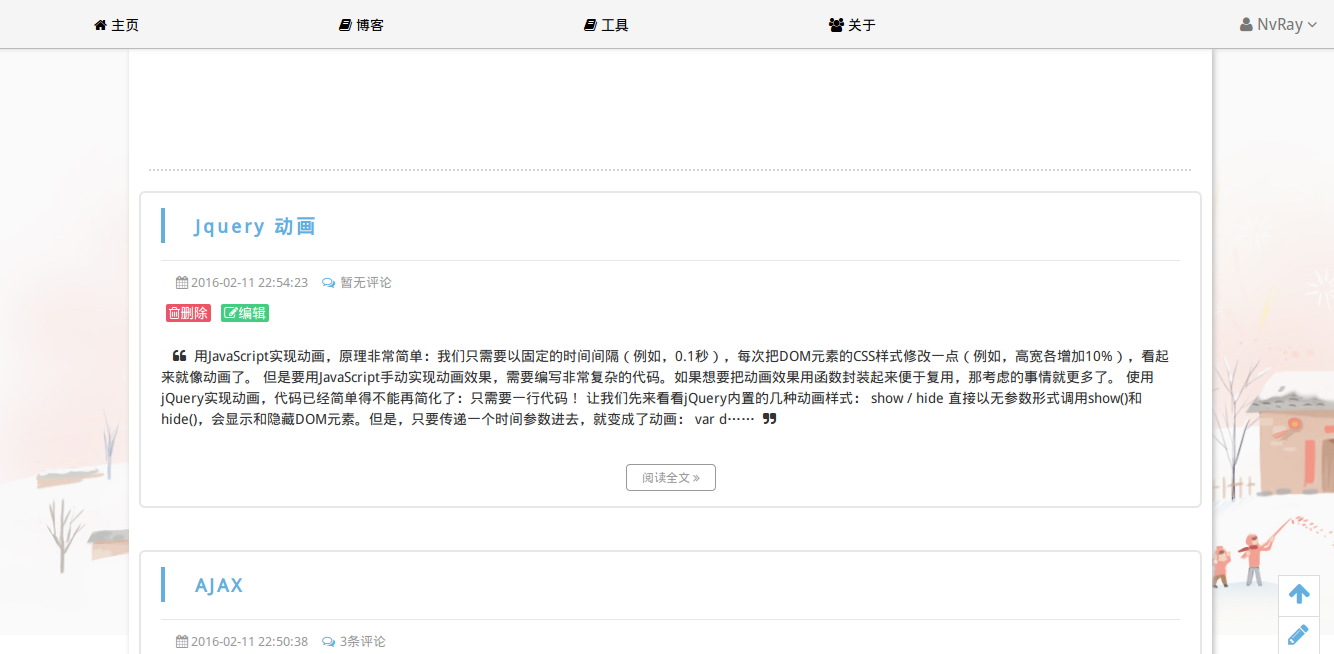 主页 博客 工具 关于 NvRay
Jquery 动画
2016-02-11 22:54:23 暂无评论
删除 编辑
用JavaScript实现动画，原理非常简单：我们只需要以固定的时间间隔（例如，0.1秒），每次把DOM元素的CSS样式修改一点（例如，高宽各增加10%），看起
来就像动画了。 但是要用JavaScript手动实现动画效果，需要编写非常复杂的代码。如果想要把动画效果用函数封装起来便于复用，那考虑的事情就更多了。 使用
jQuery实现动画，代码已经简单得不能再简化了：只需要一行代码！ 让我们先来看看jQuery内置的几种动画样式： show / hide 直接以无参数形式调用show()和
hide()，会显示和隐藏DOM元素。但是，只要传递一个时间参数进去，就变成了动画： var d……
阅读全文 »
AJAX
2016-02-11 22:50:38 3条评论